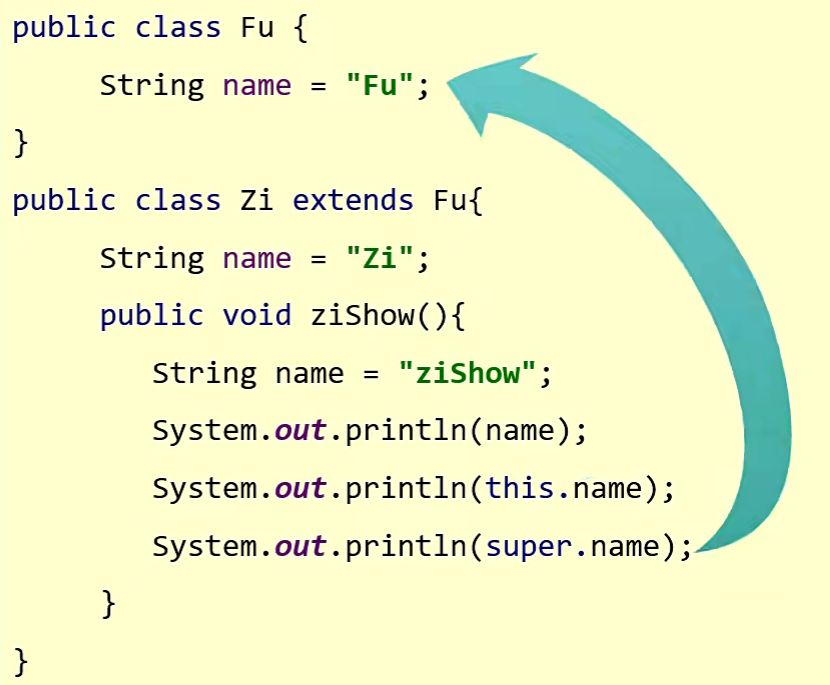 public class Fu {
String name = "Fu";
}
public class Zi extends Fu{
String name = "Zi";
public void ziShow(){
String name = "ziShow";
System.out.println(name);
System.out.println(this.name);
System.out.println(super.name);
}
}